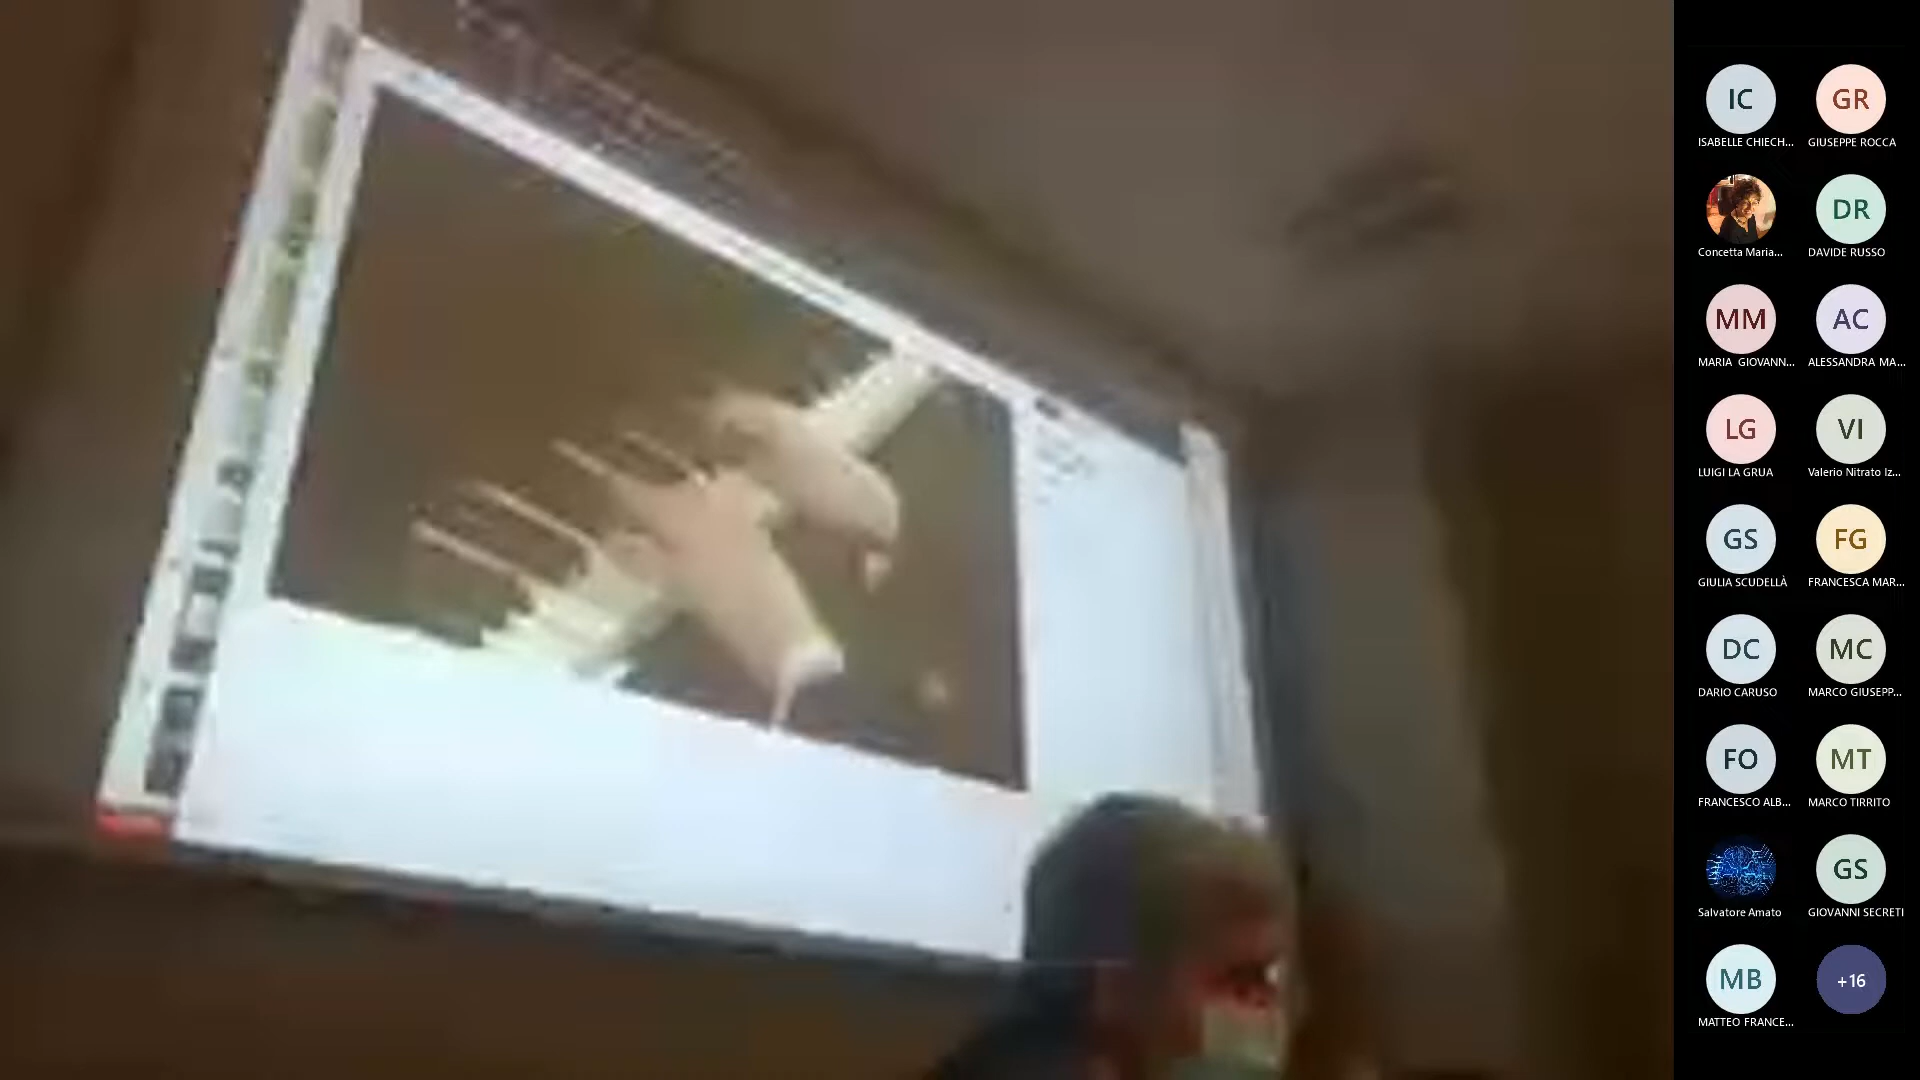 IC
GR
ISABELLE CHIECH...
GIUSEPPE ROCCA
DR
Concetta Maria...
DAVIDE RUSSO
MM
AC
MARIA GIOVANN...
ALESSANDRA MA...
LG
VI
LUIGI LA GRUA
Valerio Nitrato Iz...
GS
FG
GIULIA SCUDELLÀ
FRANCESCA MAR...
DC
MC
DARIO CARUSO
MARCO GIUSEPP...
FO
MT
FRANCESCO ALB...
MARCO TIRRITO
GS
Salvatore Amato
GIOVANNI SECRETI
MB
+16
MATTEO FRANCE...